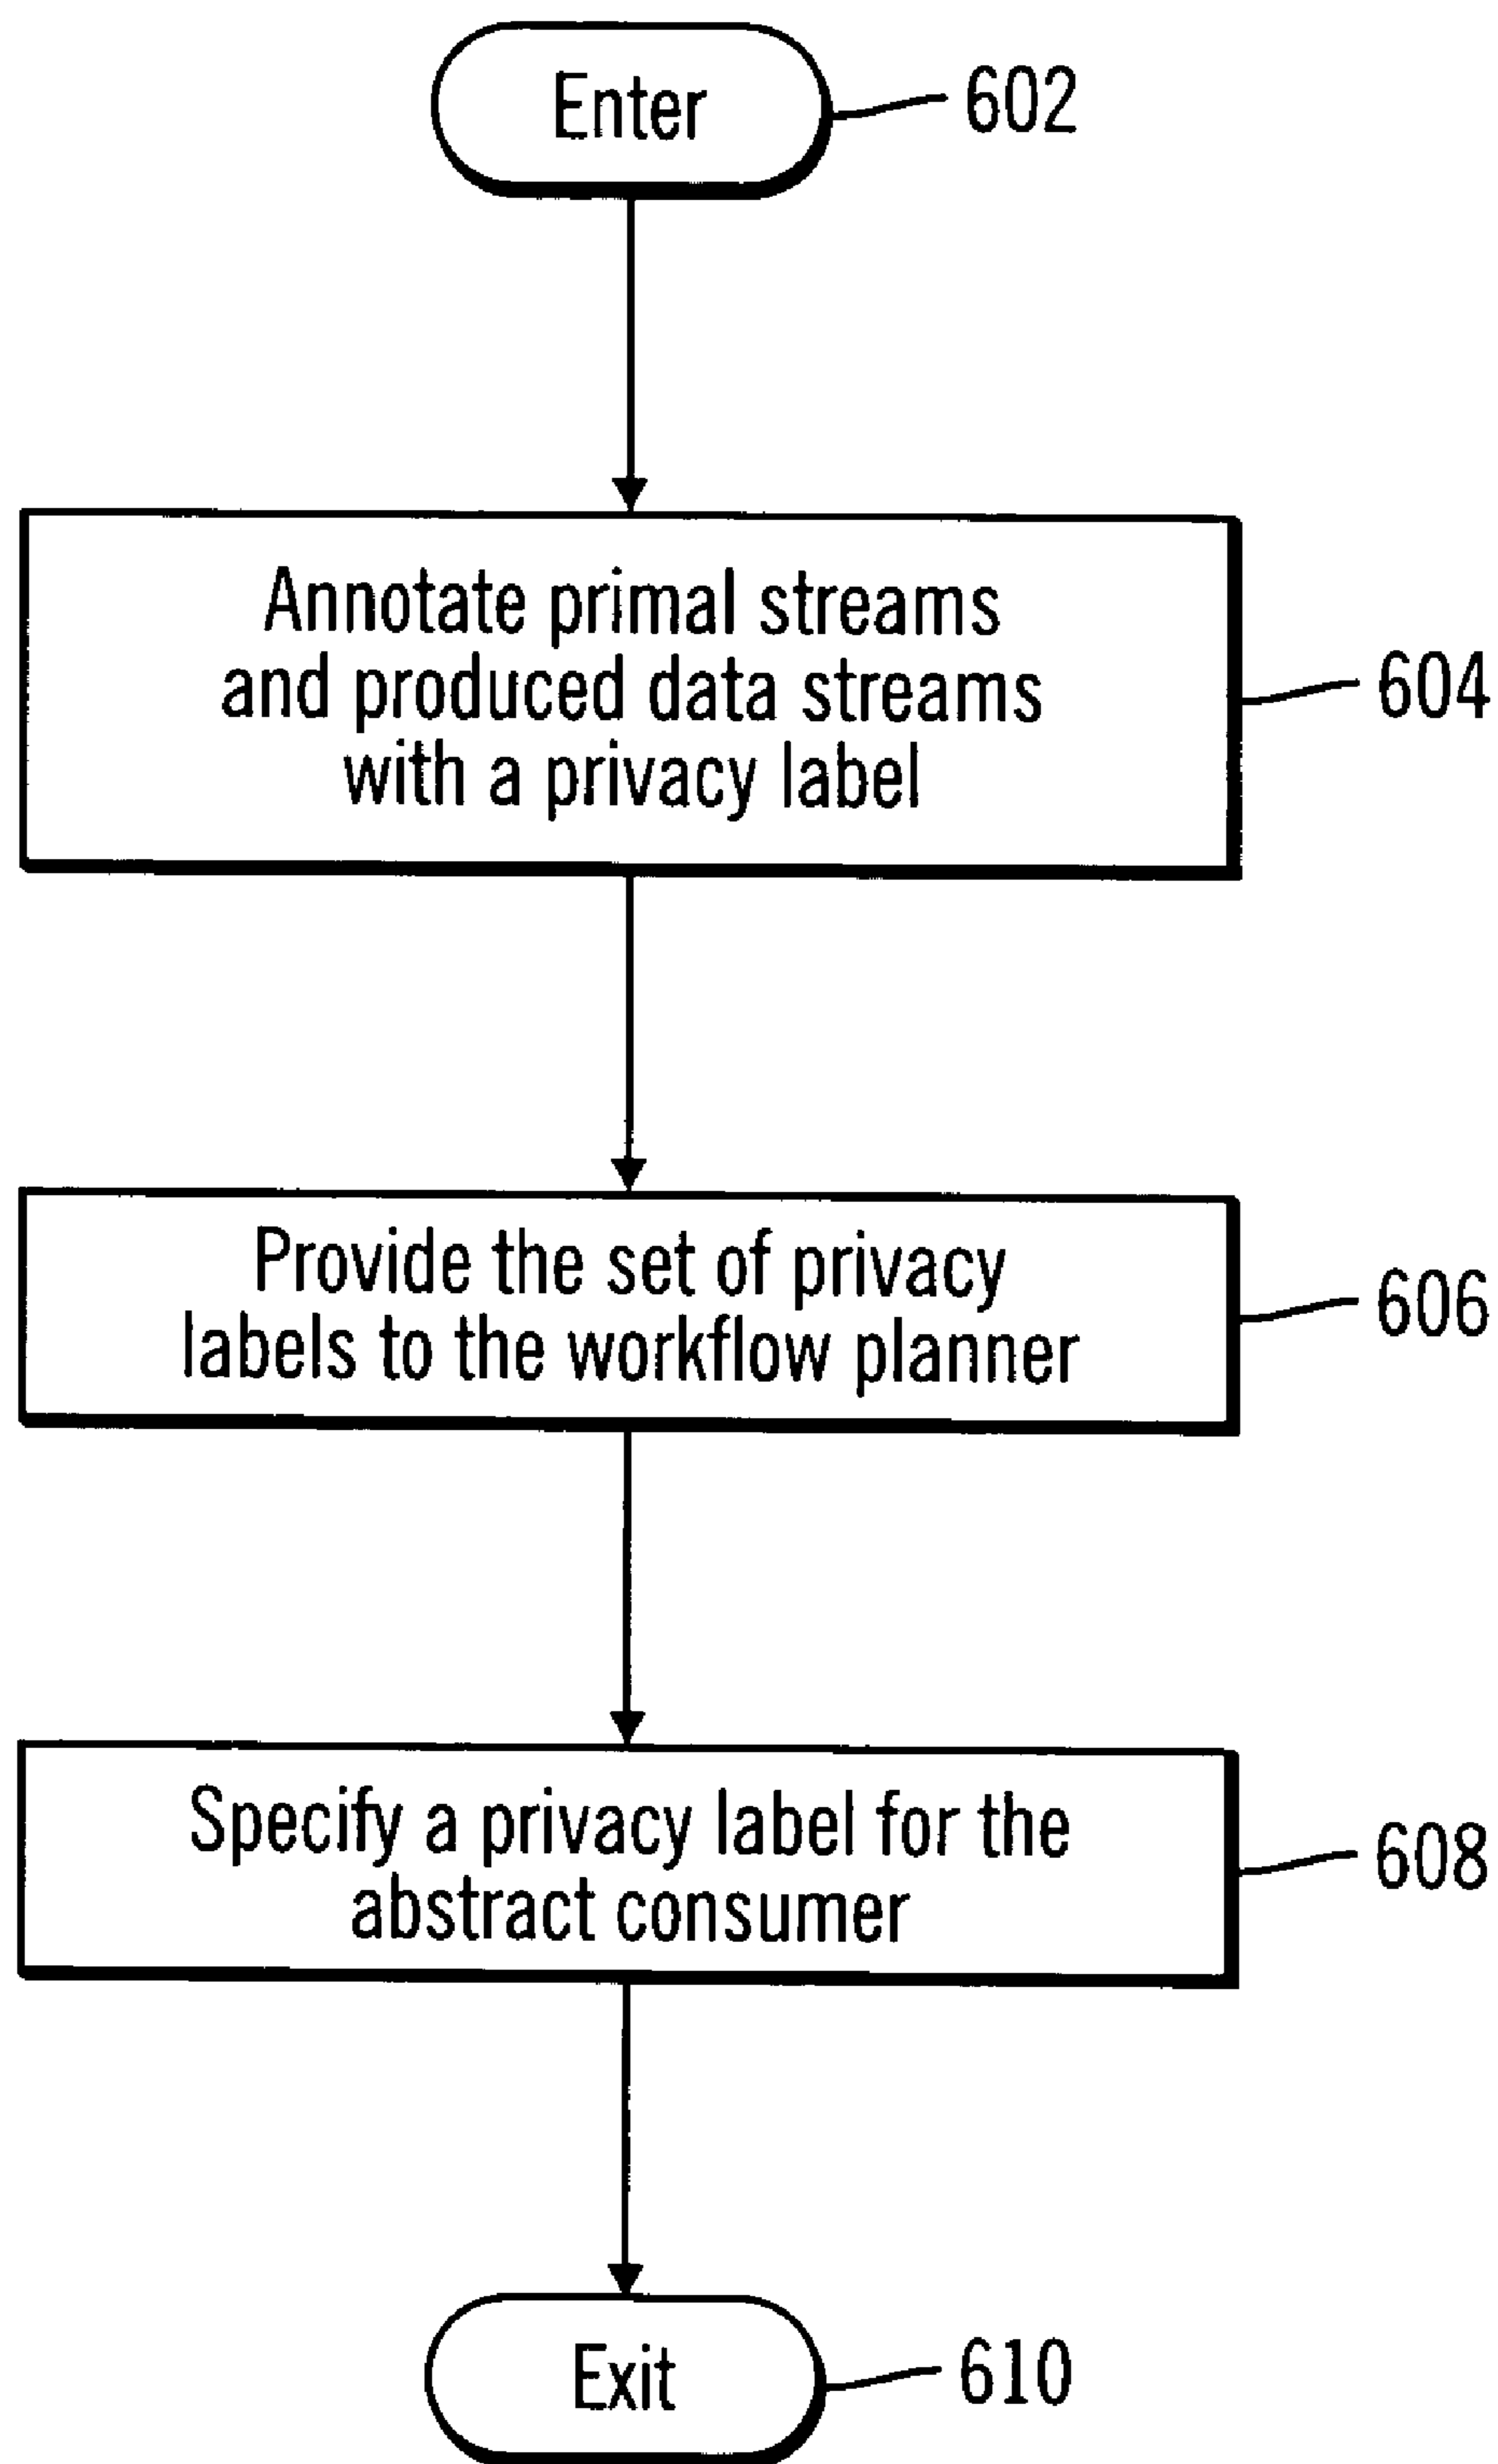 Enter
602
Annotate primal streams
and produced data streams
with a privacy label
604
Provide the set of privacy
labels to the workflow planner
606
Specify a privacy label for the
abstract consumer
608
Exit
610